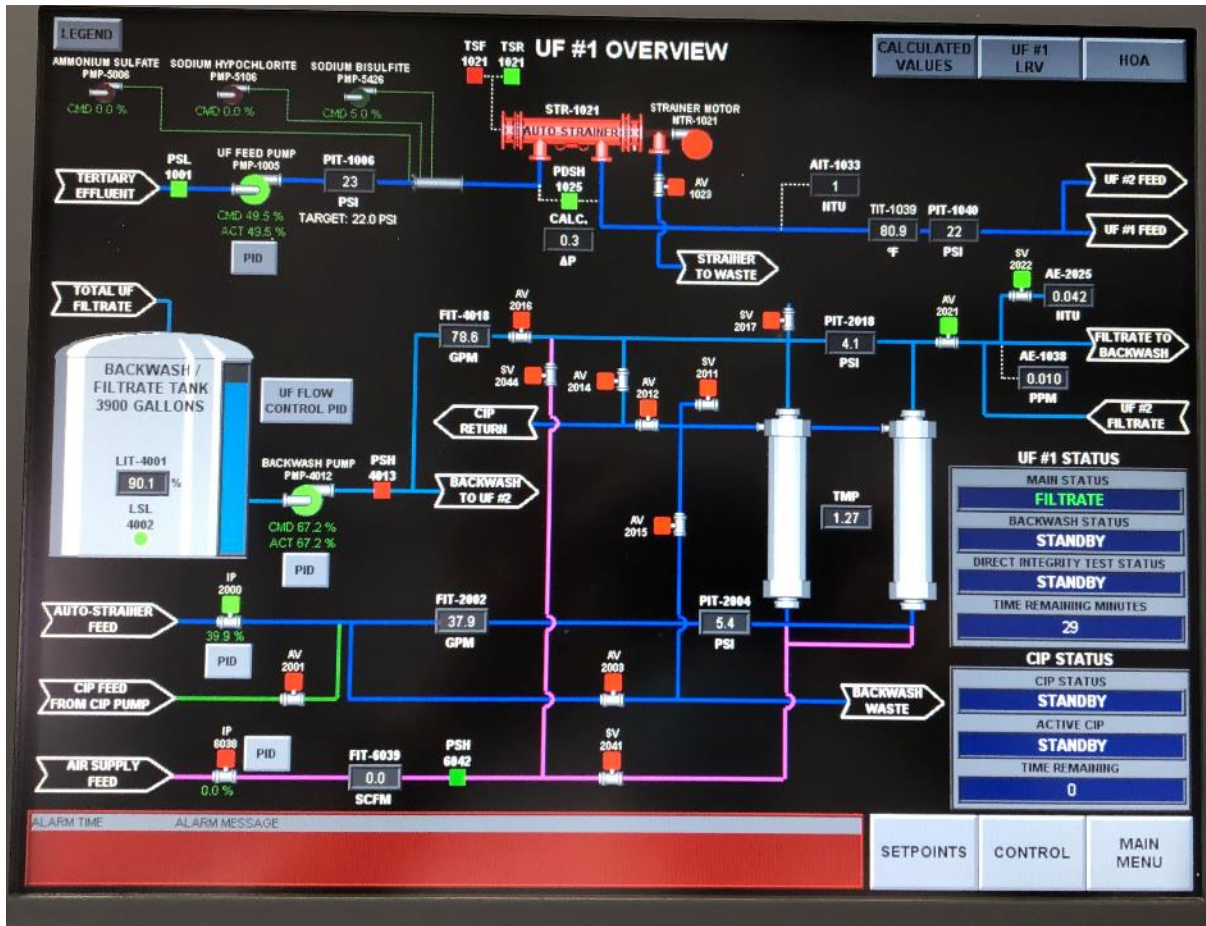 LEGEND
UF #1 OVERVIEW
CALCULATED
VALUES
UF #1
LRV
HOA
AMMONIUM SULFATE
PMP-5006
CMD 0.0 %
SODIUM HYPOCHLORITE
PMP-5106
CMD 0.0 %
SODIUM BISULFITE
PMP-5426
CMD 5.0 %
TSF
1021
TSR
1021
STR-1021
AUTO-STRAINER
STRAINER MOTOR
MTR-1021
TERTIARY
EFFLUENT
PSL
1001
UF FEED PUMP
PMP-1005
CMD 49.5 %
ACT 49.5 %
PID
PIT-1006
23
PSI
TARGET: 22.0 PSI
PDSH
1025
CALC.
0.3
ΔP
AV
1023
STRAINER
TO WASTE
AIT-1033
1
NTU
TIT-1039
80.9
°F
PIT-1040
22
PSI
UF #2 FEED
UF #1 FEED
TOTAL UF
FILTRATE
BACKWASH /
FILTRATE TANK
3900 GALLONS
LIT-4001
90.1 %
LSL
4002
UF FLOW
CONTROL PID
BACKWASH PUMP
PMP-4012
CMD 67.2 %
ACT 67.2 %
PID
PSH
4013
FIT-4018
78.6
GPM
AV
2016
SV
2044
AV
2014
AV
2012
SV
2011
SV
2017
PIT-2018
4.1
PSI
AV
2021
SV
2022
AE-2025
0.042
NTU
AE-1038
0.010
PPM
FILTRATE TO
BACKWASH
UF #2
FILTRATE
CIP
RETURN
BACKWASH
TO UF #2
AV
2015
TMP
1.27
AUTO-STRAINER
FEED
IP
2000
39.9 %
PID
FIT-2002
37.9
GPM
PIT-2004
5.4
PSI
CIP FEED
FROM CIP PUMP
AV
2001
AV
2003
BACKWASH
WASTE
AIR SUPPLY
FEED
IP
6038
0.0 %
PID
FIT-6039
0.0
SCFM
PSH
6042
SV
2041
UF #1 STATUS
MAIN STATUS
FILTRATE
BACKWASH STATUS
STANDBY
DIRECT INTEGRITY TEST STATUS
STANDBY
TIME REMAINING MINUTES
29
CIP STATUS
CIP STATUS
STANDBY
ACTIVE CIP
STANDBY
TIME REMAINING
0
ALARM TIME ALARM MESSAGE
SETPOINTS
CONTROL
MAIN
MENU